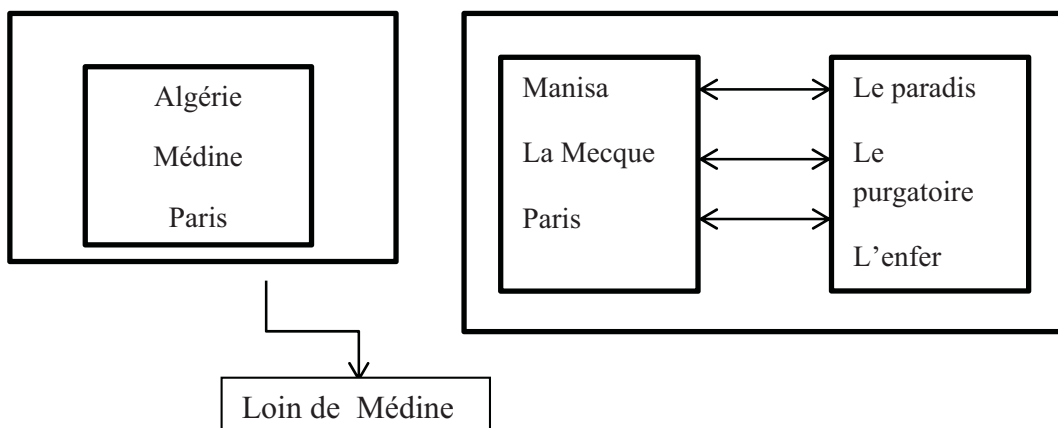 Algérie
Médine
Paris
Manisa
La Mecque
Paris
Le paradis
Le
purgatoire
L’enfer
Loin de Médine